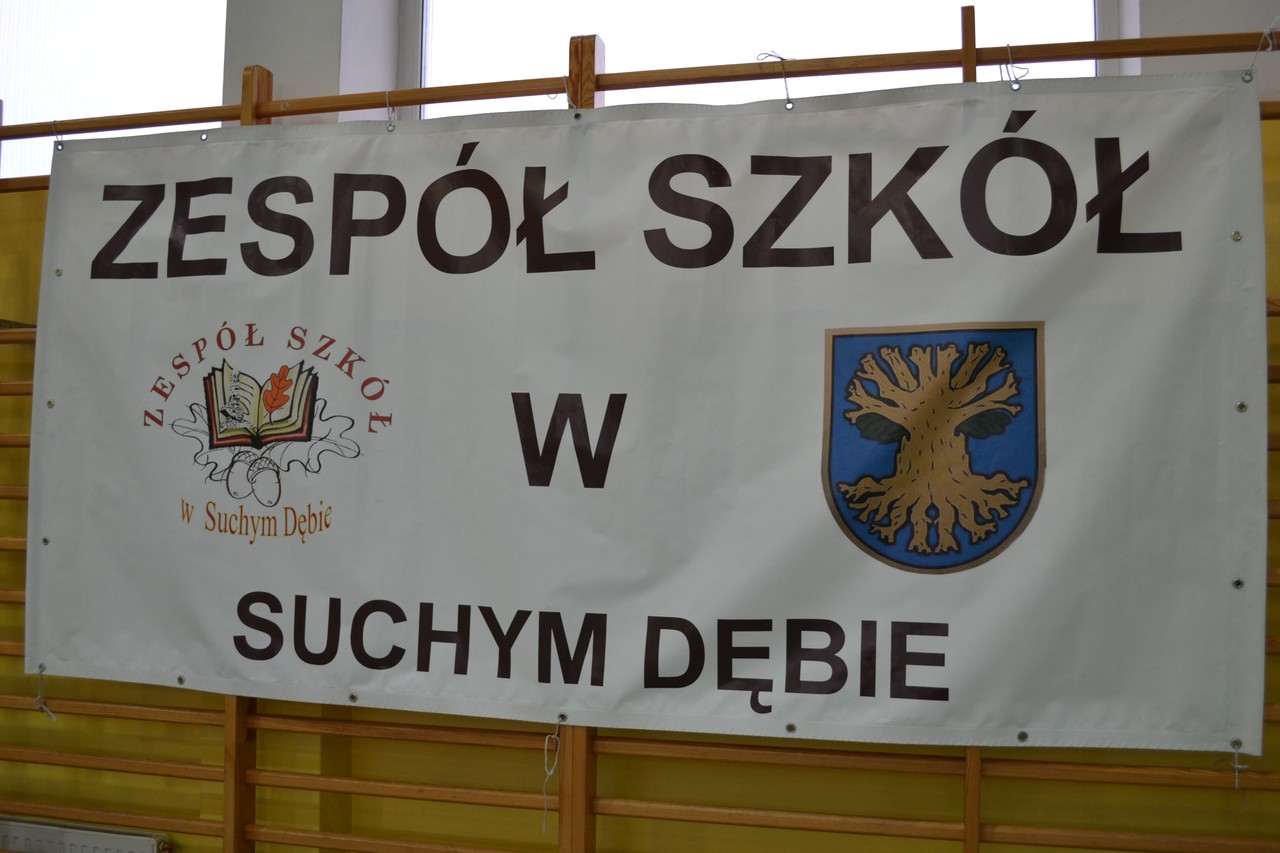 ZESPÓŁ SZKÓŁ
ZESPÓŁ SZKÓŁ
w Suchym Dębie
W
SUCHYM DĘBIE